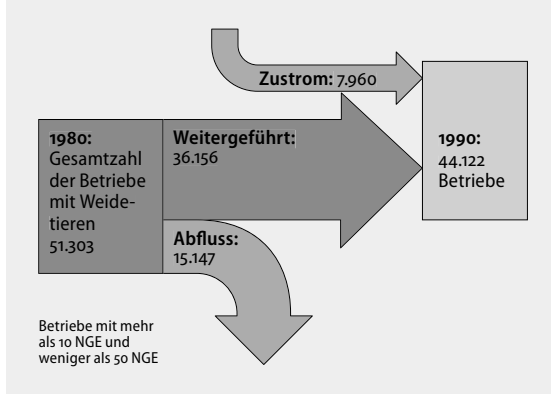 Zustrom: 7.960
1980:
Gesamtzahl
der Betriebe
mit Weide-
tieren
51.303
Weitergeführt:
36.156
1990:
44.122
Betriebe
Abfluss:
15.147
Betriebe mit mehr
als 10 NGE und
weniger als 50 NGE